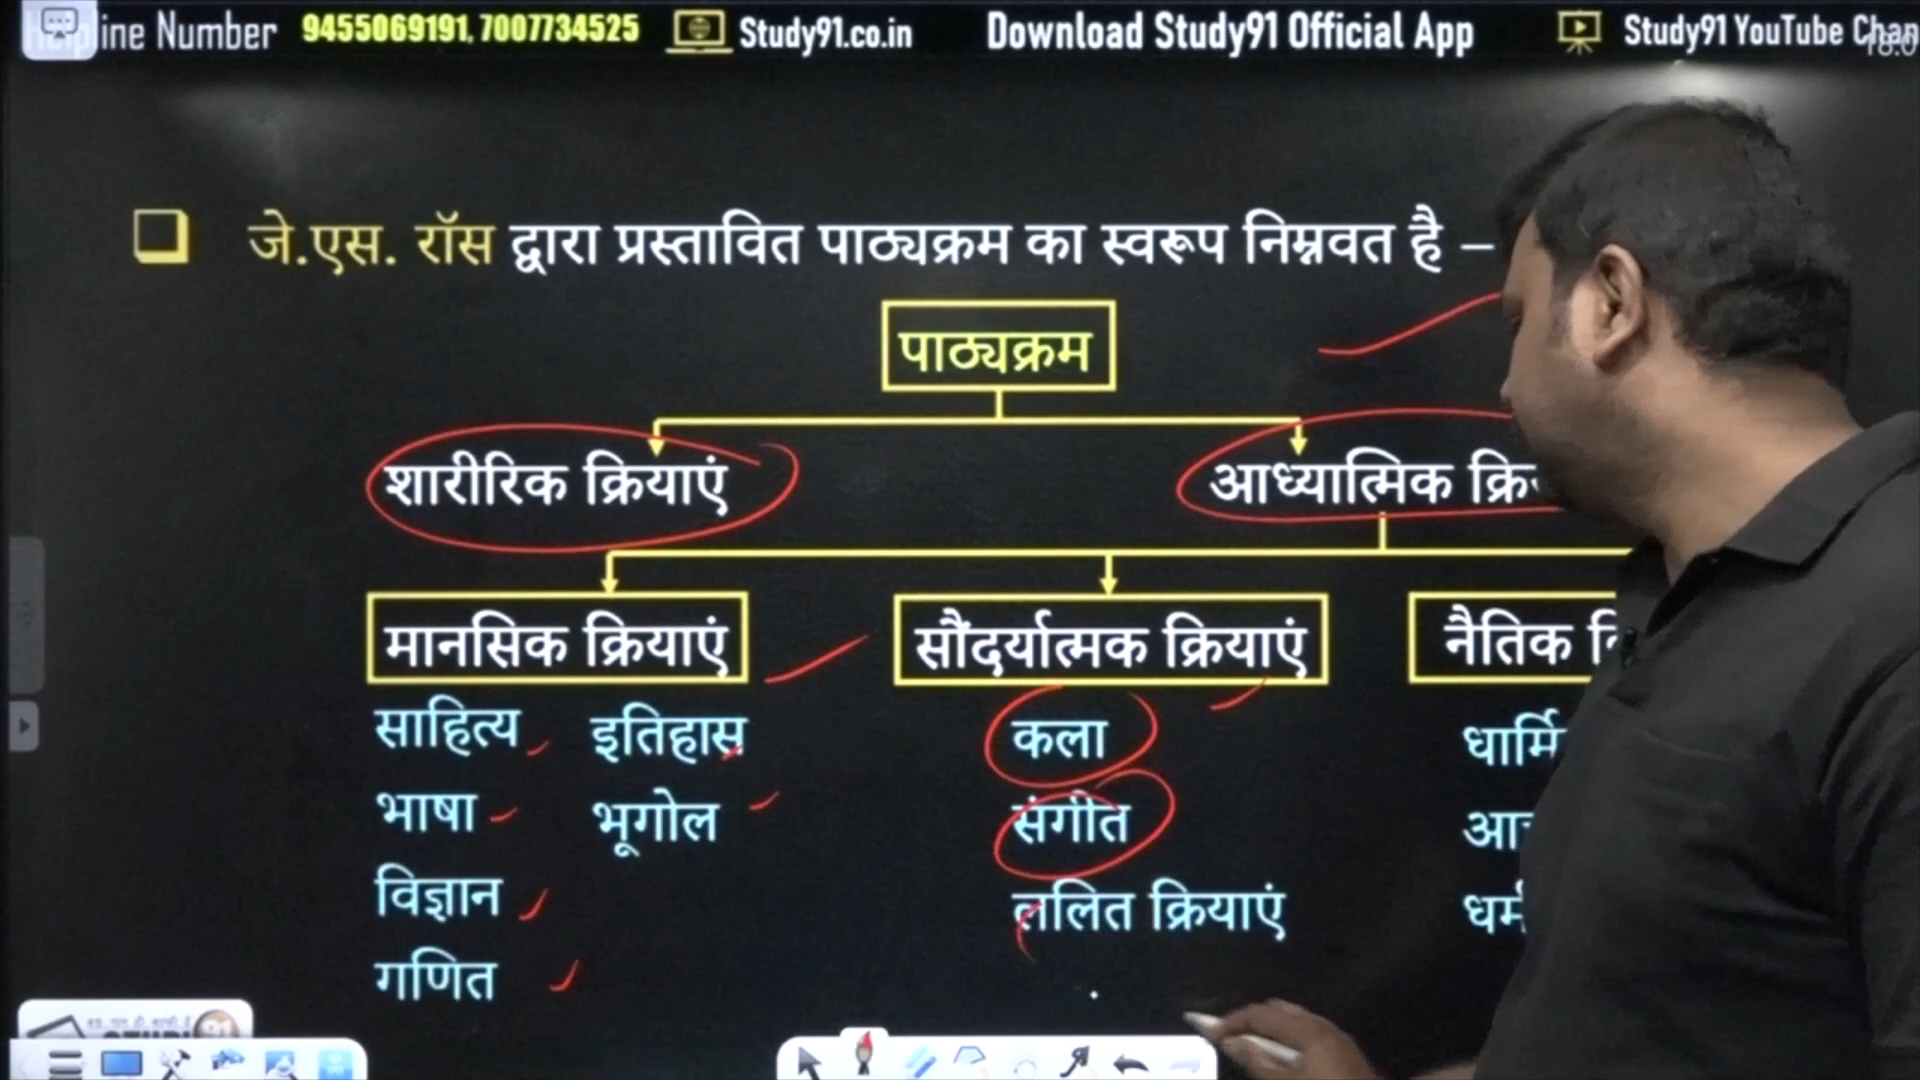 Helpline Number 9455069191, 7007734525 Study91.co.in Download Study91 Official App Study91 YouTube Chan
जे.एस. रॉस द्वारा प्रस्तावित पाठ्यक्रम का स्वरूप निम्नवत है –
पाठ्यक्रम
शारीरिक क्रियाएं आध्यात्मिक
मानसिक क्रियाएं सौंदर्यात्मक क्रियाएं नैतिक
साहित्य इतिहास कला
भाषा भूगोल संगीत
विज्ञान ललित क्रियाएं
गणित